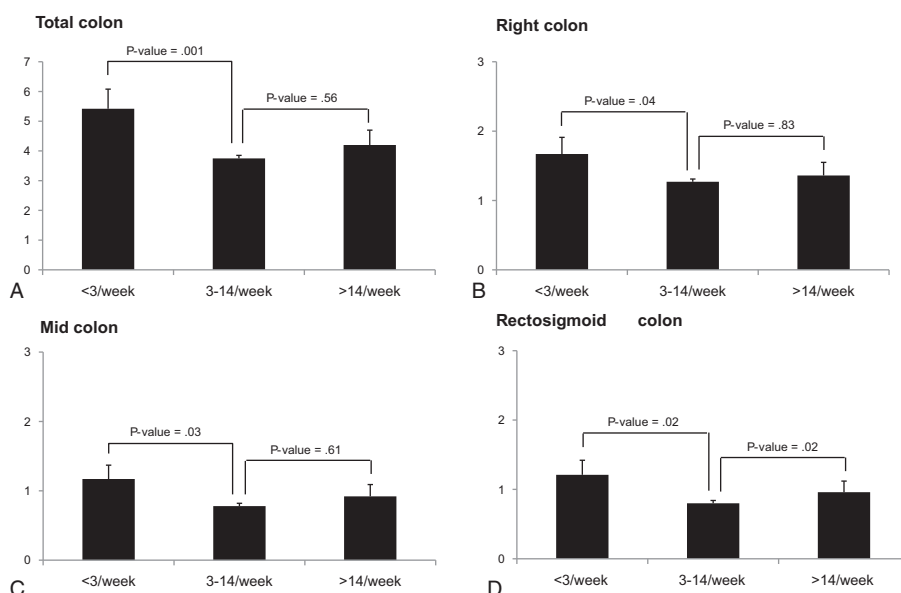 Total colon
P-value = .001
P-value = .56
7
6
5
4
3
2
1
0
<3/week
3-14/week
>14/week
A
Right colon
P-value = .04
P-value = .83
3
2
1
0
<3/week
3-14/week
>14/week
B
Mid colon
P-value = .03
P-value = .61
3
2
1
0
<3/week
3-14/week
>14/week
C
Rectosigmoid colon
P-value = .02
P-value = .02
3
2
1
0
<3/week
3-14/week
>14/week
D